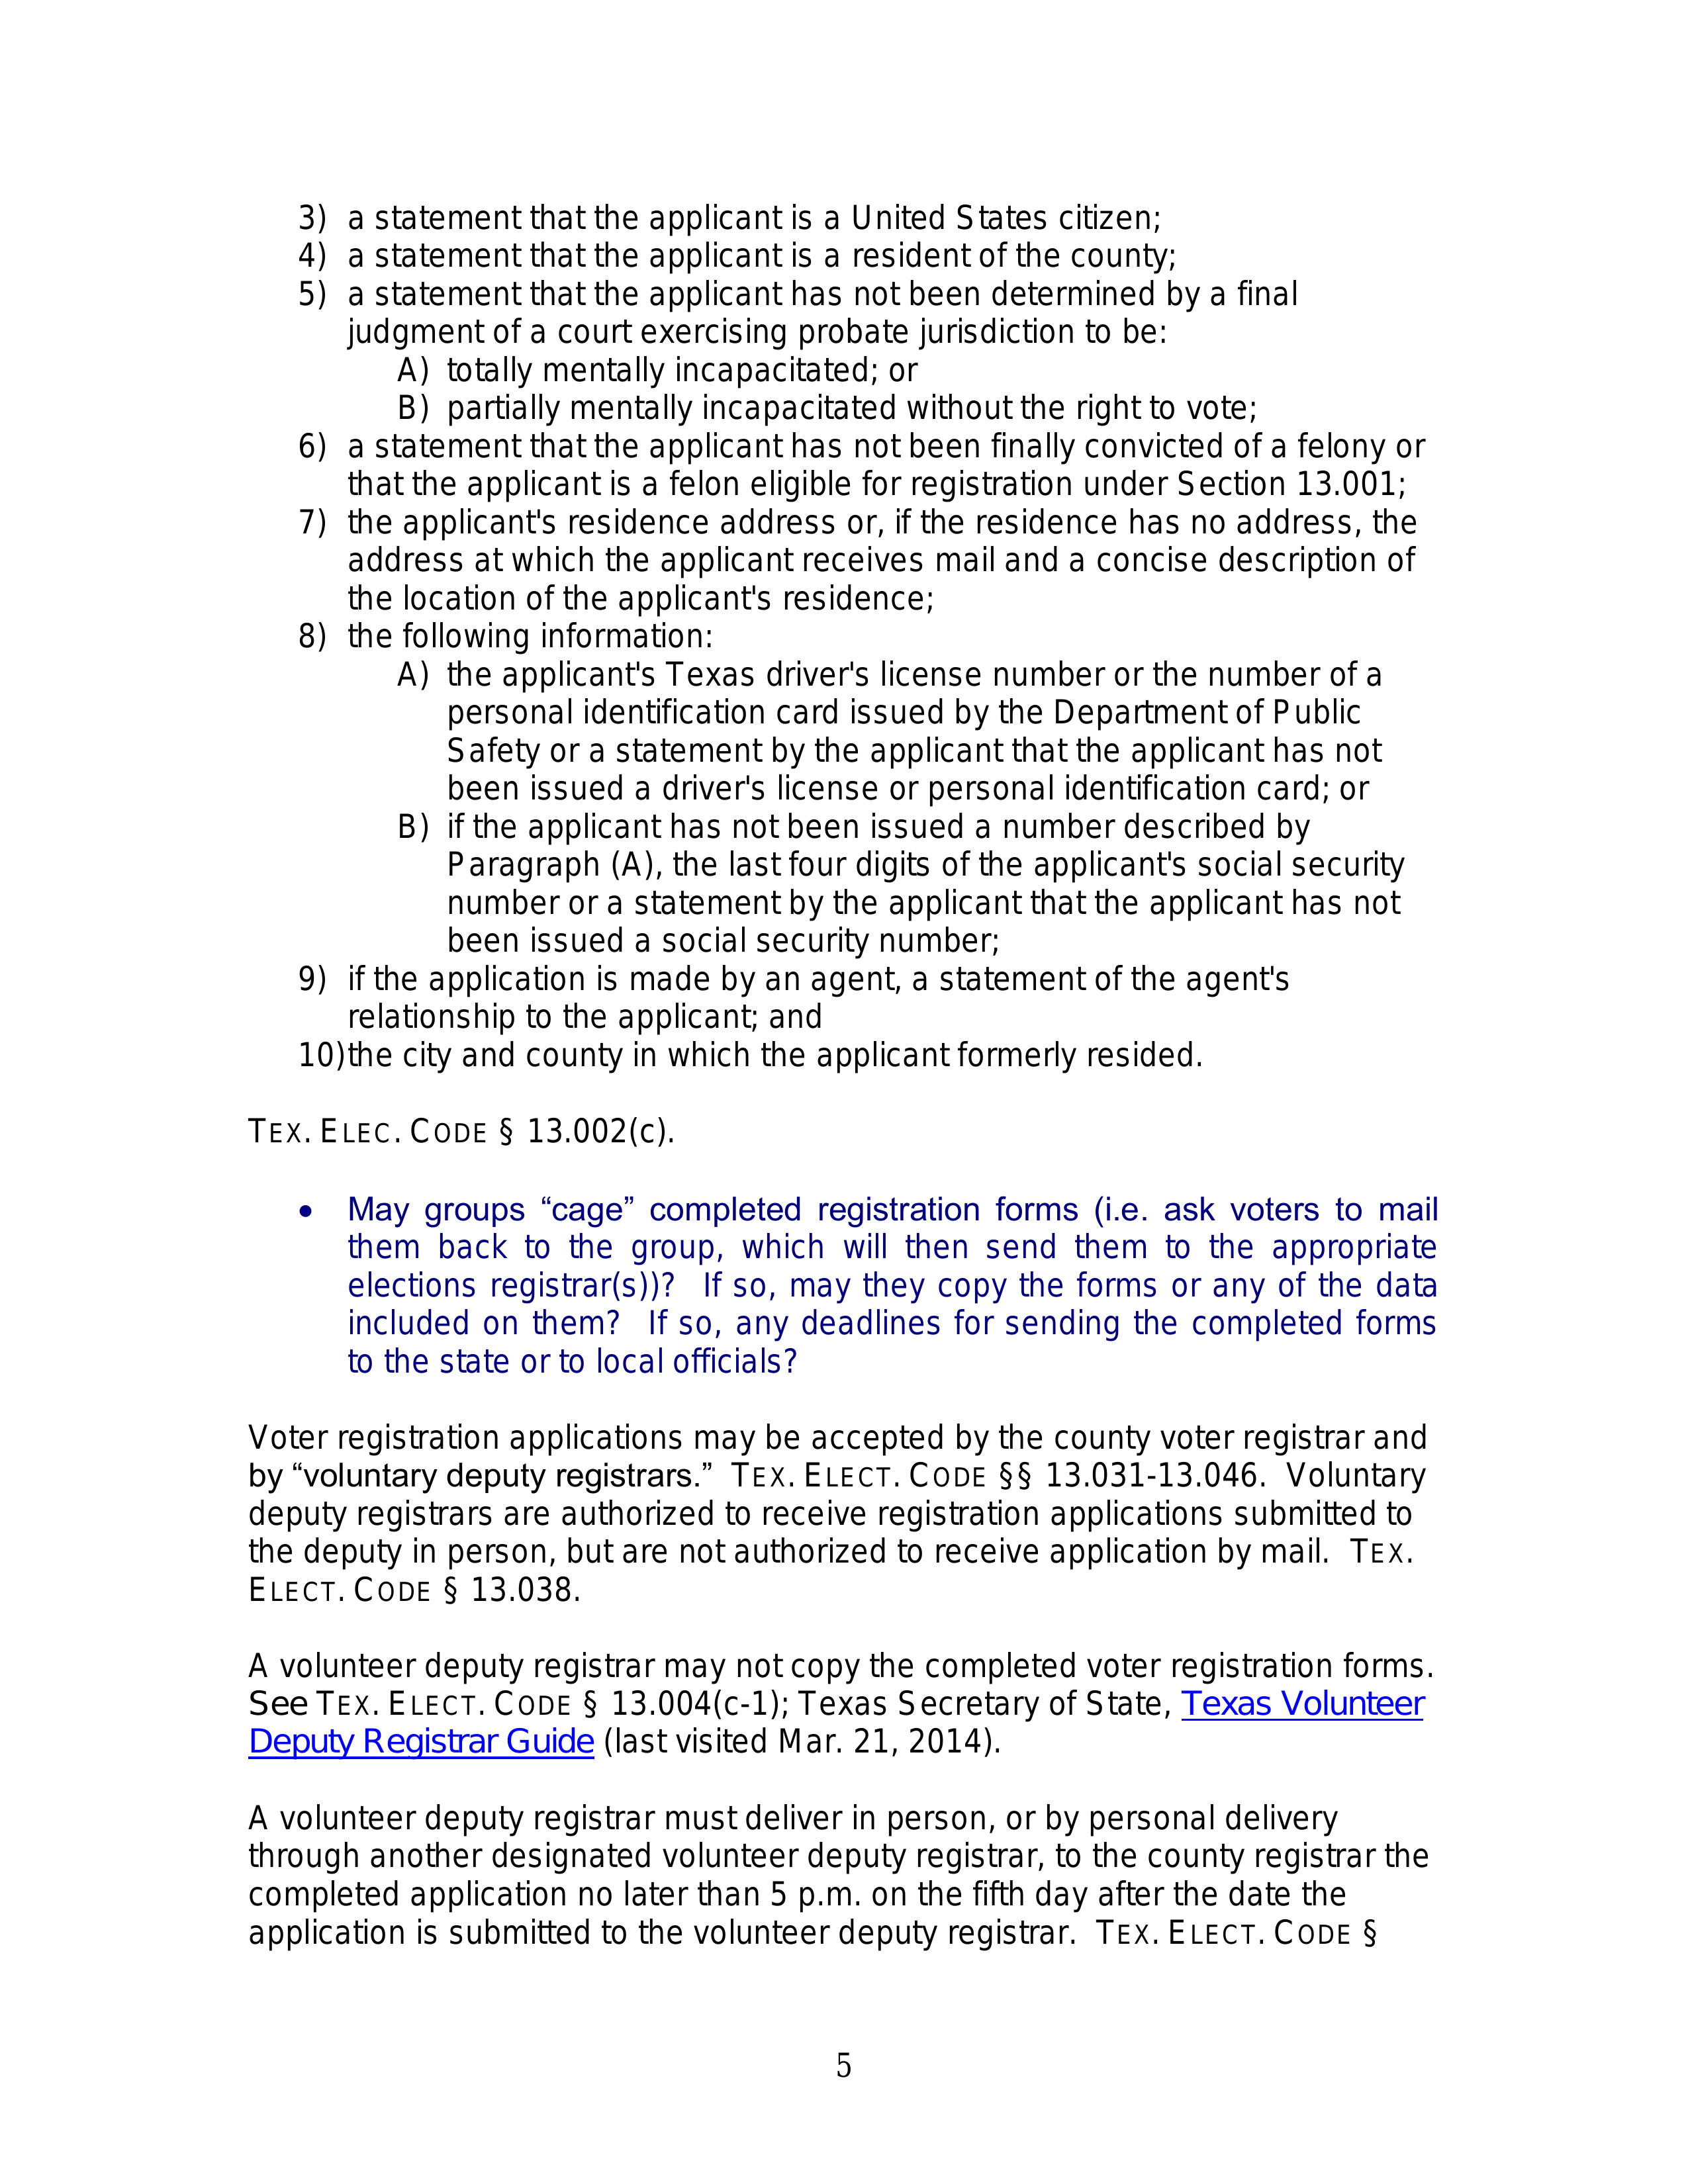 3) a statement that the applicant is a United States citizen;
4) a statement that the applicant is a resident of the county;
5) a statement that the applicant has not been determined by a final
judgment of a court exercising probate jurisdiction to be:
A) totally mentally incapacitated; or
B) partially mentally incapacitated without the right to vote;
6) a statement that the applicant has not been finally convicted of a felony or
that the applicant is a felon eligible for registration under Section 13.001;
7) the applicant's residence address or, if the residence has no address, the
address at which the applicant receives mail and a concise description of
the location of the applicant's residence;
8) the following information:
A) the applicant's Texas driver's license number or the number of a
personal identification card issued by the Department of Public
Safety or a statement by the applicant that the applicant has not
been issued a driver's license or personal identification card; or
B) if the applicant has not been issued a number described by
Paragraph (A), the last four digits of the applicant's social security
number or a statement by the applicant that the applicant has not
been issued a social security number;
9) if the application is made by an agent, a statement of the agent's
relationship to the applicant; and
10)the city and county in which the applicant formerly resided.
TEX. ELEC. CODE § 13.002(c).
• May groups “cage” completed registration forms (i.e. ask voters to mail
them back to the group, which will then send them to the appropriate
elections registrar(s))? If so, may they copy the forms or any of the data
included on them? If so, any deadlines for sending the completed forms
to the state or to local officials?
Voter registration applications may be accepted by the county voter registrar and
by “voluntary deputy registrars.” TEX. ELECT. CODE §§ 13.031-13.046. Voluntary
deputy registrars are authorized to receive registration applications submitted to
the deputy in person, but are not authorized to receive application by mail. TEX.
ELECT. CODE § 13.038.
A volunteer deputy registrar may not copy the completed voter registration forms.
See TEX. ELECT. CODE § 13.004(c-1); Texas Secretary of State, Texas Volunteer
Deputy Registrar Guide (last visited Mar. 21, 2014).
A volunteer deputy registrar must deliver in person, or by personal delivery
through another designated volunteer deputy registrar, to the county registrar the
completed application no later than 5 p.m. on the fifth day after the date the
application is submitted to the volunteer deputy registrar. TEX. ELECT. CODE §
5